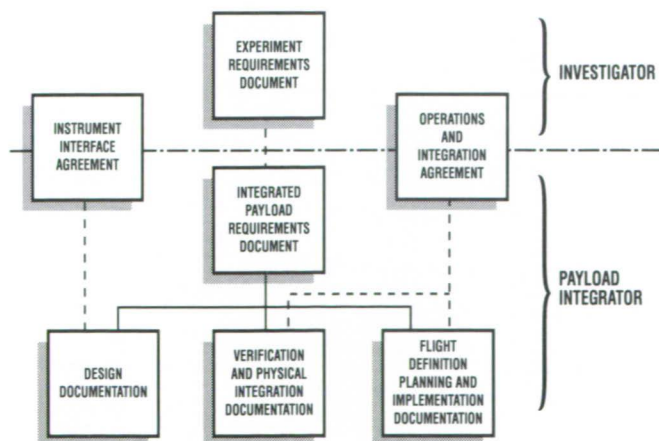 EXPERIMENT
REQUIREMENTS
DOCUMENT
INVESTIGATOR
INSTRUMENT
INTERFACE
AGREEMENT
OPERATIONS
AND
INTEGRATION
AGREEMENT
INTEGRATED
PAYLOAD
REQUIREMENTS
DOCUMENT
PAYLOAD
INTEGRATOR
DESIGN
DOCUMENTATION
VERIFICATION
AND PHYSICAL
INTEGRATION
DOCUMENTATION
FLIGHT
DEFINITION
PLANNING AND
IMPLEMENTATION
DOCUMENTATION